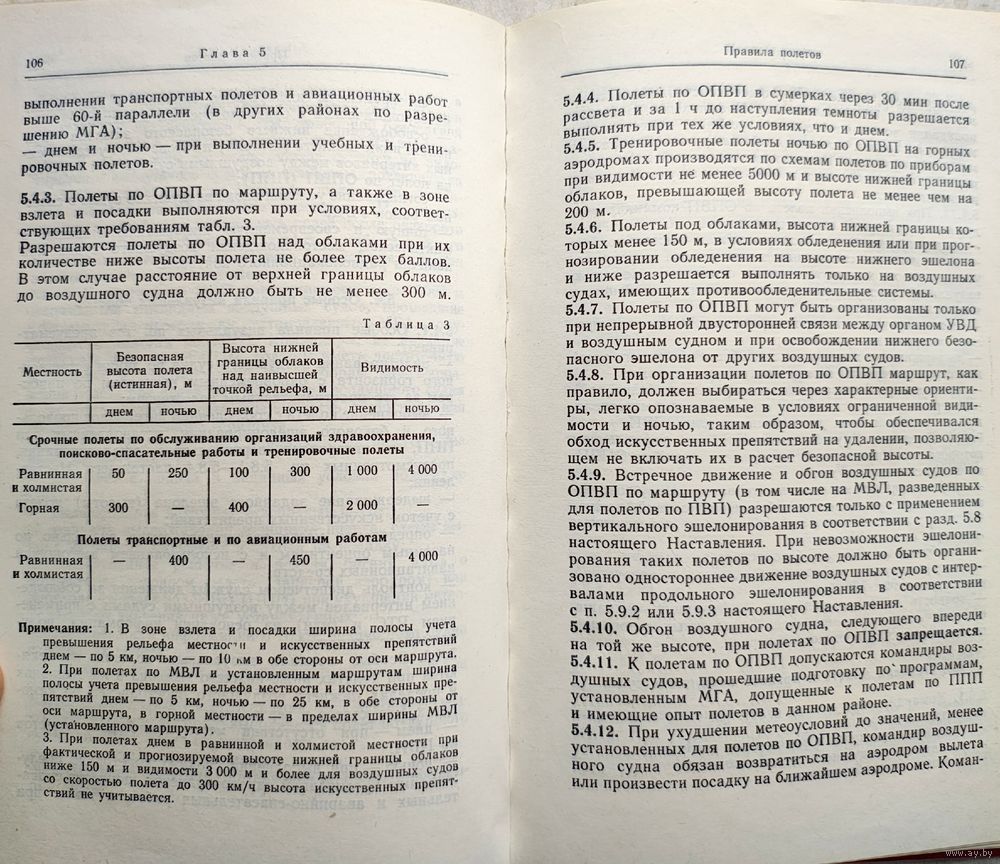 106
Глава 5
выполнении транспортных полетов и авиационных работ
выше 60-й параллели (в других районах по разре-
шению МГА);
— днем и ночью — при выполнении учебных и трени-
ровочных полетов.
5.4.3. Полеты по ОПВП по маршруту, а также в зоне
взлета и посадки выполняются при условиях, соответ-
ствующих требованиям табл. 3.
Разрешаются полеты по ОПВП над облаками при их
количестве ниже высоты полета не более трех баллов.
В этом случае расстояние от верхней границы облаков
до воздушного судна должно быть не менее 300 м.
Таблица 3
Местность
Безопасная
высота полета
(истинная), м
Высота нижней
границы облаков
над наивысшей
точкой рельефа, м
Видимость
днем ночью днем ночью днем ночью
Срочные полеты по обслуживанию организаций здравоохранения,
поисково-спасательные работы и тренировочные полеты
Равнинная 50 250 100 300 1 000 4 000
и холмистая
Горная 300 — 400 — 2 000 —
Полеты транспортные и по авиационным работам
Равнинная — 400 — 450 — 4 000
и холмистая
Примечания: 1. В зоне взлета и посадки ширина полосы учета
превышения рельефа местности и искусственных препятствий
днем — по 5 км, ночью — по 10 км в обе стороны от оси маршрута.
2. При полетах по МВЛ и установленным маршрутам ширина
полосы учета превышения рельефа местности и искусственных пре-
пятствий днем — по 5 км, ночью — по 25 км, в обе стороны от
оси маршрута, в горной местности — в пределах ширины МВЛ
(установленного маршрута).
3. При полетах днем в равнинной и холмистой местности при
фактической и прогнозируемой высоте нижней границы облаков
ниже 150 м и видимости 3 000 м и более для воздушных судов
со скоростью полета до 300 км/ч высота искусственных препят-
ствий не учитывается.
Правила полетов
107
5.4.4. Полеты по ОПВП в сумерках через 30 мин после
рассвета и за 1 ч до наступления темноты разрешается
выполнять при тех же условиях, что и днем.
5.4.5. Тренировочные полеты ночью по ОПВП на горных
аэродромах производятся по схемам полетов по приборам
при видимости не менее 5000 м и высоте нижней границы
облаков, превышающей высоту полета не менее чем на
200 м.
5.4.6. Полеты под облаками, высота нижней границы ко-
торых менее 150 м, в условиях обледенения или при прог-
нозировании обледенения на высоте нижнего эшелона
и ниже разрешается выполнять только на воздушных
судах, имеющих противообледенительные системы.
5.4.7. Полеты по ОПВП могут быть организованы только
при непрерывной двусторонней связи между органом УВД
и воздушным судном и при освобождении нижнего безо-
пасного эшелона от других воздушных судов.
5.4.8. При организации полетов по ОПВП маршрут, как
правило, должен выбираться через характерные ориенти-
ры, легко опознаваемые в условиях ограниченной види-
мости и ночью, таким образом, чтобы обеспечивался
обход искусственных препятствий на удалении, позволяю-
щем не включать их в расчет безопасной высоты.
5.4.9. Встречное движение и обгон воздушных судов по
ОПВП по маршруту (в том числе на МВЛ, разведенных
для полетов по ПВП) разрешаются только с применением
вертикального эшелонирования в соответствии с разд. 5.8
настоящего Наставления. При невозможности эшелони-
рования таких полетов по высоте должно быть органи-
зовано одностороннее движение воздушных судов с интер-
валами продольного эшелонирования в соответствии
с п. 5.9.2 или 5.9.3 настоящего Наставления.
5.4.10. Обгон воздушного судна, следующего впереди
на той же высоте, при полетах по ОПВП запрещается.
5.4.11. К полетам по ОПВП допускаются командиры воз-
душных судов, прошедшие подготовку по программам,
установленным МГА, допущенные к полетам по ППП
и имеющие опыт полетов в данном районе.
5.4.12. При ухудшении метеоусловий до значений, менее
установленных для полетов по ОПВП, командир воздуш-
ного судна обязан возвратиться на аэродром вылета
или произвести посадку на ближайшем аэродроме. Коман-
www.ay.by